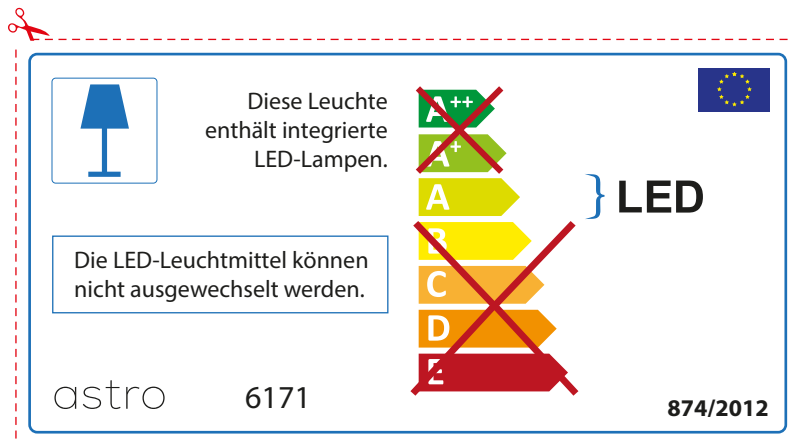 Diese Leuchte
enthält integrierte
LED-Lampen.
Die LED-Leuchtmittel können
nicht ausgewechselt werden.
A++
A+
A
B
C
D
E
LED
astro
6171
874/2012